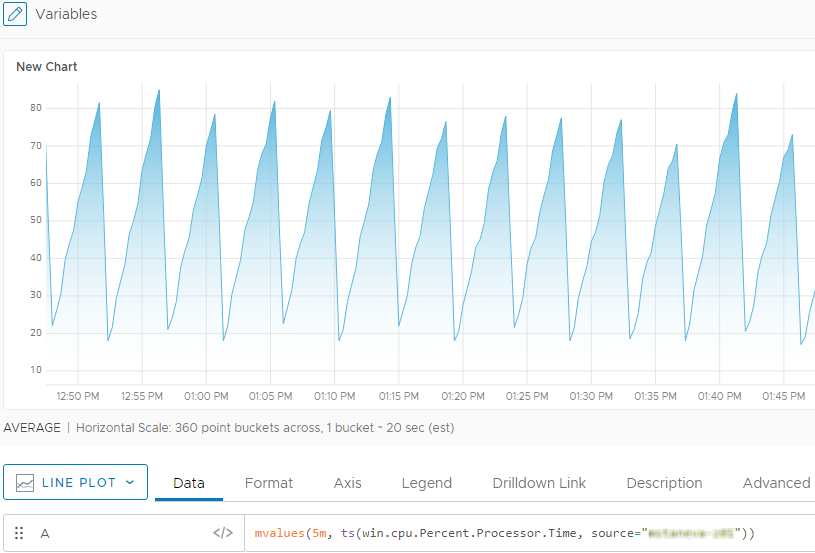 Variables
New Chart
80
70
60
50
40
30
20
10
12:50 PM 12:55 PM 01:00 PM 01:05 PM 01:10 PM 01:15 PM 01:20 PM 01:25 PM 01:30 PM 01:35 PM 01:40 PM 01:45 PM
AVERAGE | Horizontal Scale: 360 point buckets across, 1 bucket ~ 20 sec (est)
LINE PLOT Data Format Axis Legend Drilldown Link Description Advanced
A </> mvalues(5m, ts(win.cpu.Percent.Processor.Time, source=""))